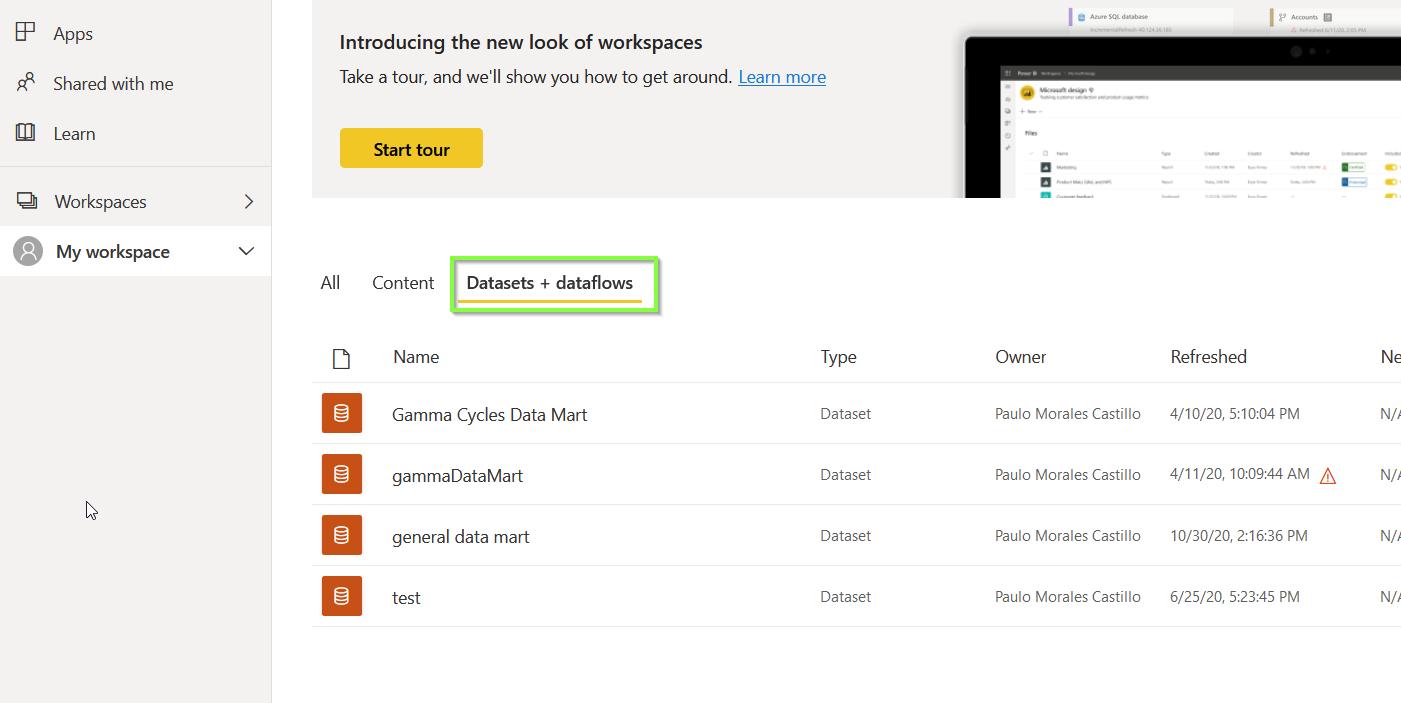 Apps
Shared with me
Learn
Workspaces
My workspace
Introducing the new look of workspaces
Take a tour, and we'll show you how to get around. Learn more
Start tour
Azure SQL database
Accounts
Microsoft design
Files
All Content Datasets + dataflows
Name Type Owner Refreshed Ne
Gamma Cycles Data Mart Dataset Paulo Morales Castillo 4/10/20, 5:10:04 PM N/A
gammaDataMart Dataset Paulo Morales Castillo 4/11/20, 10:09:44 AM N/A
general data mart Dataset Paulo Morales Castillo 10/30/20, 2:16:36 PM N/A
test Dataset Paulo Morales Castillo 6/25/20, 5:23:45 PM N/A